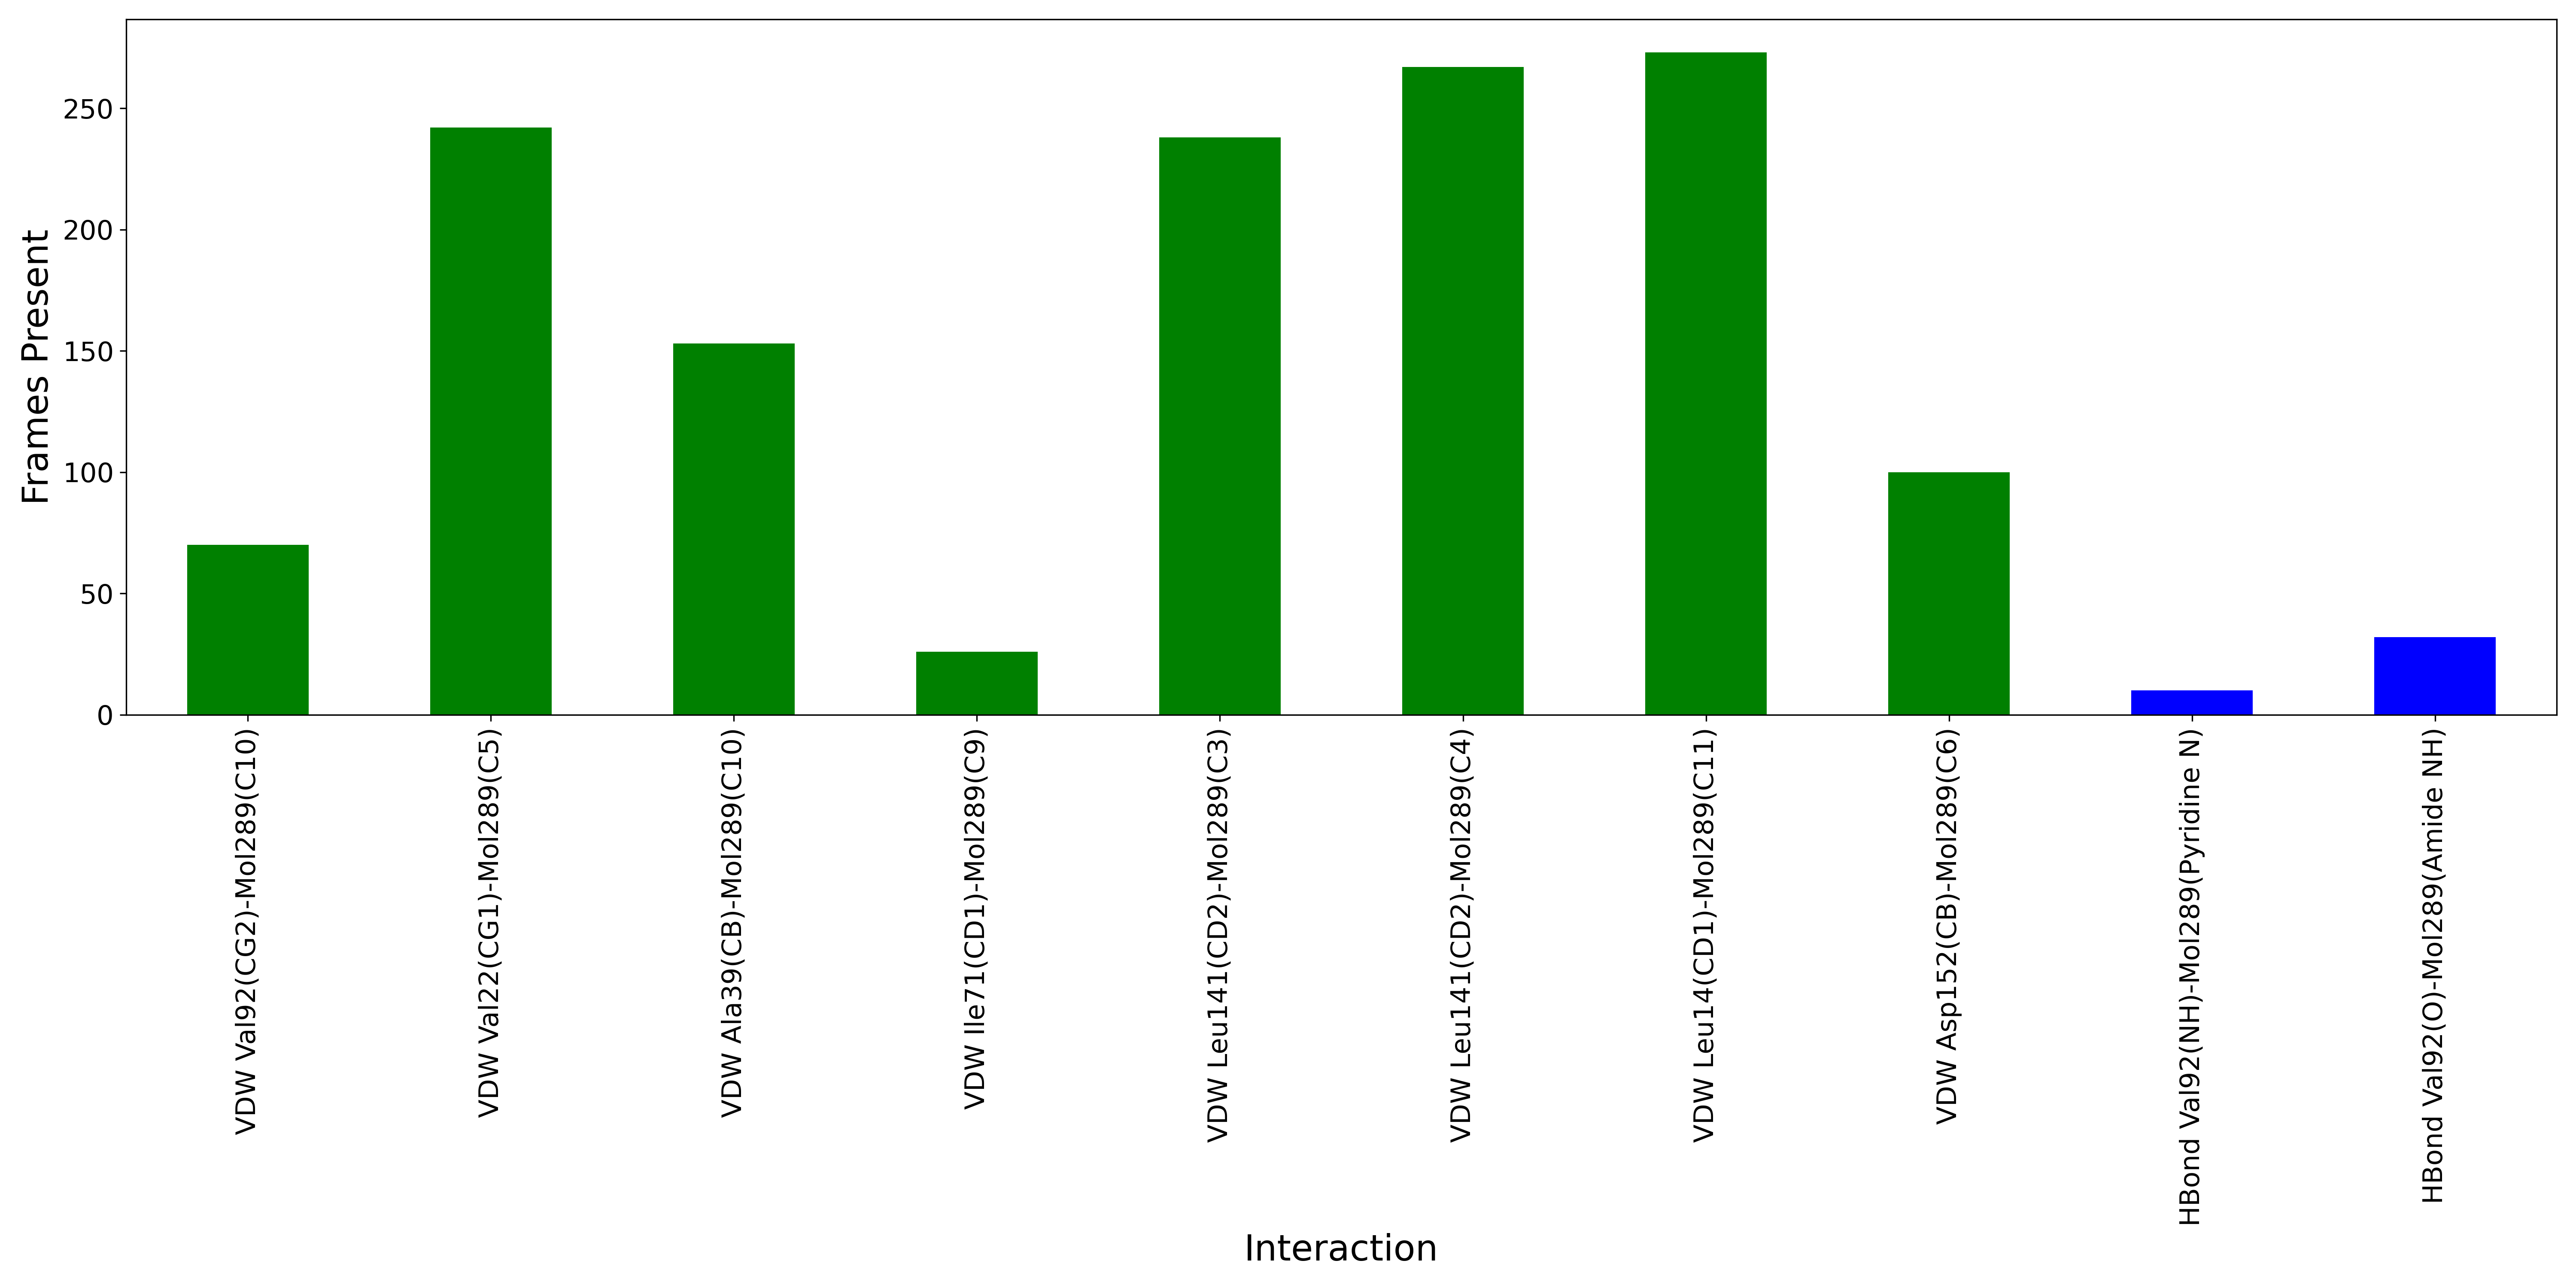 Frames Present
250
200
150
100
50
0
VDW Val92(CG2)-Mol289(C10)
VDW Val22(CG1)-Mol289(C5)
VDW Ala39(CB)-Mol289(C10)
VDW Ile71(CD1)-Mol289(C9)
VDW Leu141(CD2)-Mol289(C3)
VDW Leu141(CD2)-Mol289(C4)
VDW Leu14(CD1)-Mol289(C11)
VDW Asp152(CB)-Mol289(C6)
HBond Val92(NH)-Mol289(Pyridine N)
HBond Val92(O)-Mol289(Amide NH)
Interaction